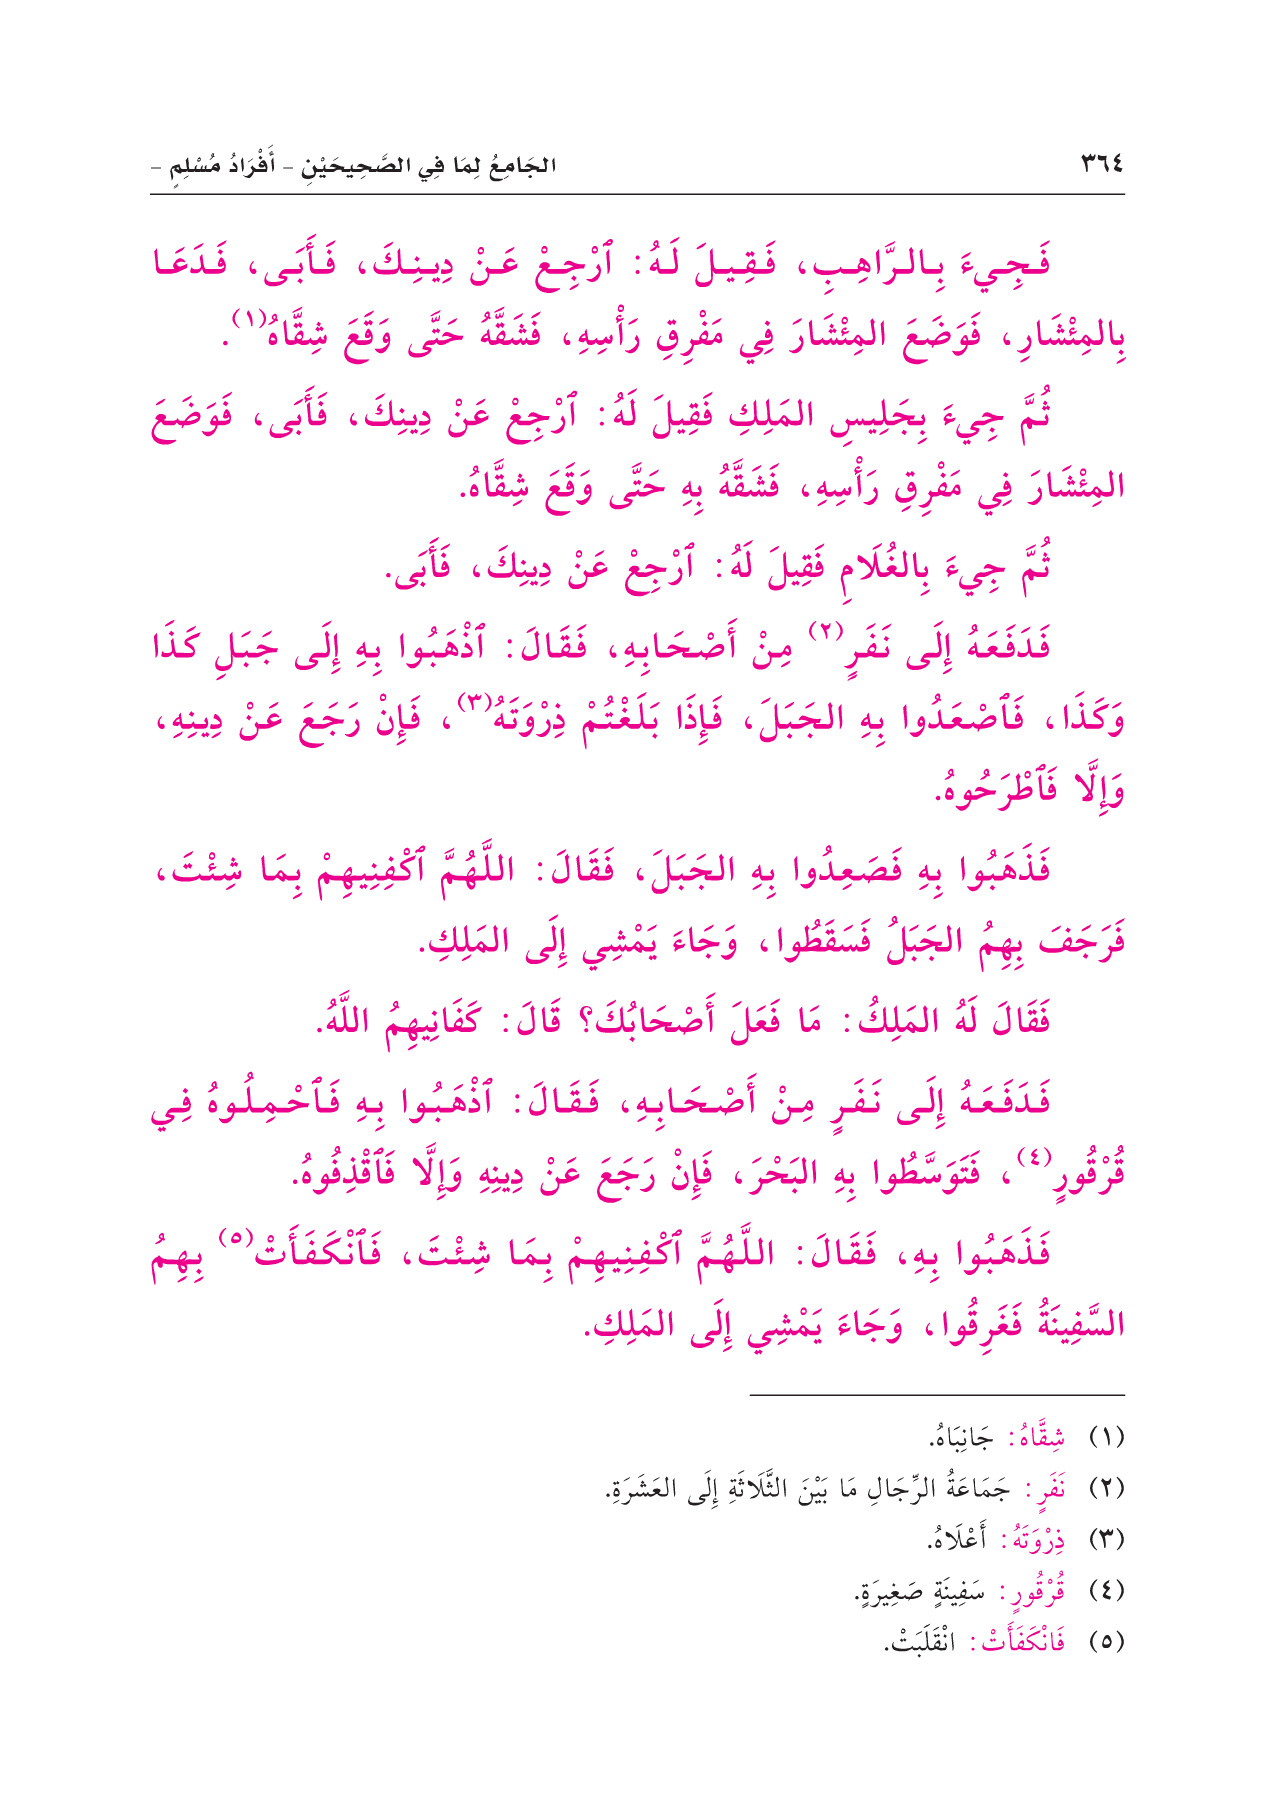 ٣٦٤ الجَامِعُ لِمَا فِي الصَّحِيحَيْنِ - أَفْرَادُ مُسْلِمٍ -
فَجِيءَ بِالرَّاهِبِ، فَقِيلَ لَهُ: ٱرْجِعْ عَنْ دِينِكَ، فَأَبَى، فَدَعَا
بِالمِئْشَارِ، فَوَضَعَ المِئْشَارَ فِي مَفْرِقِ رَأْسِهِ، فَشَقَّهُ حَتَّى وَقَعَ شِقَّاهُ(١).
ثُمَّ جِيءَ بِجَلِيسِ المَلِكِ فَقِيلَ لَهُ: ٱرْجِعْ عَنْ دِينِكَ، فَأَبَى، فَوَضَعَ
المِئْشَارَ فِي مَفْرِقِ رَأْسِهِ، فَشَقَّهُ بِهِ حَتَّى وَقَعَ شِقَّاهُ.
ثُمَّ جِيءَ بِالغُلَامِ فَقِيلَ لَهُ: ٱرْجِعْ عَنْ دِينِكَ، فَأَبَى.
فَدَفَعَهُ إِلَى نَفَرٍ(٢) مِنْ أَصْحَابِهِ، فَقَالَ: ٱذْهَبُوا بِهِ إِلَى جَبَلِ كَذَا
وَكَذَا، فَٱصْعَدُوا بِهِ الجَبَلَ، فَإِذَا بَلَغْتُمْ ذِرْوَتَهُ(٣)، فَإِنْ رَجَعَ عَنْ دِينِهِ،
وَإِلَّا فَٱطْرَحُوهُ.
فَذَهَبُوا بِهِ فَصَعِدُوا بِهِ الجَبَلَ، فَقَالَ: اللَّهُمَّ ٱكْفِنِيهِمْ بِمَا شِئْتَ،
فَرَجَفَ بِهِمُ الجَبَلُ فَسَقَطُوا، وَجَاءَ يَمْشِي إِلَى المَلِكِ.
فَقَالَ لَهُ المَلِكُ: مَا فَعَلَ أَصْحَابُكَ؟ قَالَ: كَفَانِيهِمُ اللَّهُ.
فَدَفَعَهُ إِلَى نَفَرٍ مِنْ أَصْحَابِهِ، فَقَالَ: ٱذْهَبُوا بِهِ فَٱحْمِلُوهُ فِي
قُرْقُورٍ(٤)، فَتَوَسَّطُوا بِهِ البَحْرَ، فَإِنْ رَجَعَ عَنْ دِينِهِ وَإِلَّا فَٱقْذِفُوهُ.
فَذَهَبُوا بِهِ، فَقَالَ: اللَّهُمَّ ٱكْفِنِيهِمْ بِمَا شِئْتَ، فَٱنْكَفَأَتْ(٥) بِهِمُ
السَّفِينَةُ فَغَرِقُوا، وَجَاءَ يَمْشِي إِلَى المَلِكِ.
(١) شِقَّاهُ: جَانِبَاهُ.
(٢) نَفَرٍ: جَمَاعَةُ الرِّجَالِ مَا بَيْنَ الثَّلَاثَةِ إِلَى العَشَرَةِ.
(٣) ذِرْوَتَهُ: أَعْلَاهُ.
(٤) قُرْقُورٍ: سَفِينَةٍ صَغِيرَةٍ.
(٥) فَانْكَفَأَتْ: انْقَلَبَتْ.